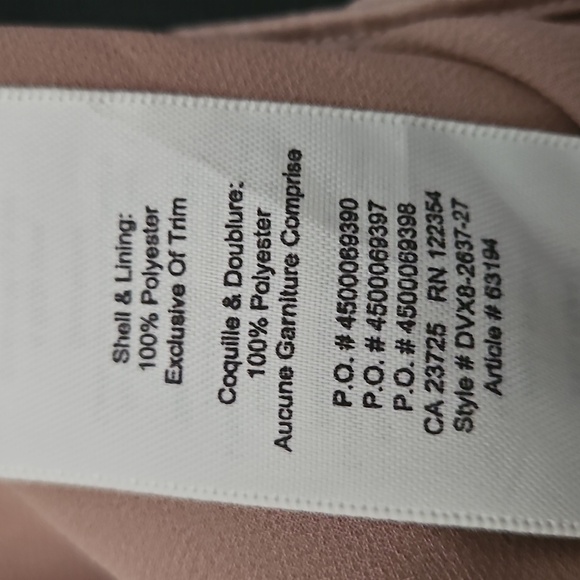 Shell & Lining:
100% Polyester
Exclusive Of Trim
Coquille & Doublure:
100% Polyester
Aucune Garniture Comprise
P.O. # 4500069390
P.O. # 4500069397
P.O. # 4500069398
CA 23725 RN 122354
Style # DVX8-2637-27
Article # 63194